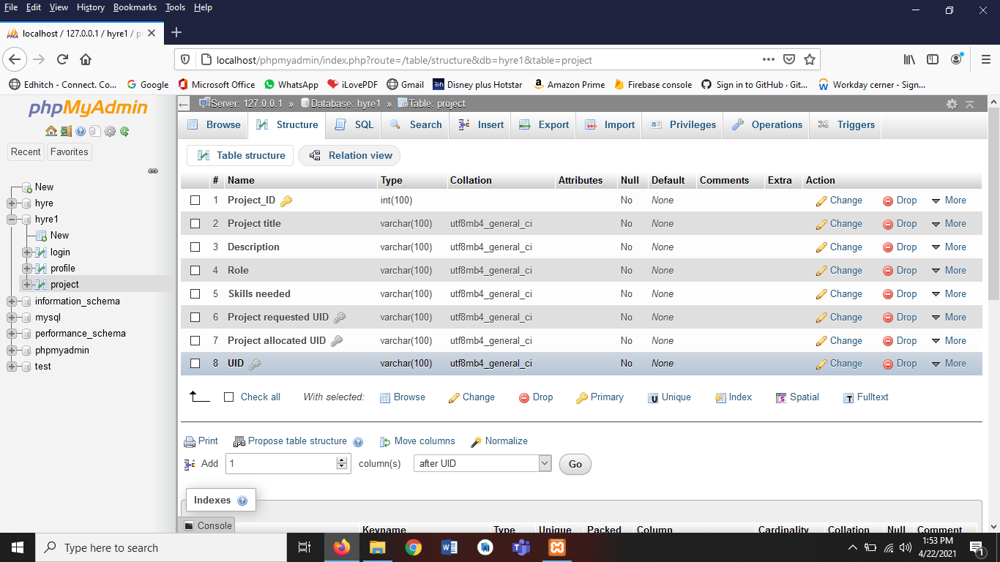 File Edit View History Bookmarks Tools Help
localhost / 127.0.0.1 / hyre1 / pr
localhost/phpmyadmin/index.php?route=/table/structure&db=hyre1&table=project
Edhitch - Connect. Co... Google Microsoft Office WhatsApp iLovePDF Gmail Disney plus Hotstar Amazon Prime Firebase console Sign in to GitHub · Git... Workday cerner - Sign...
phpMyAdmin
Recent Favorites
New
hyre
hyre1
New
login
profile
project
information_schema
mysql
performance_schema
phpmyadmin
test
Server: 127.0.0.1 » Database: hyre1 » Table: project
Browse Structure SQL Search Insert Export Import Privileges Operations Triggers
Table structure Relation view
# Name Type Collation Attributes Null Default Comments Extra Action
1 Project_ID int(100) No None Change Drop More
2 Project title varchar(100) utf8mb4_general_ci No None Change Drop More
3 Description varchar(100) utf8mb4_general_ci No None Change Drop More
4 Role varchar(100) utf8mb4_general_ci No None Change Drop More
5 Skills needed varchar(100) utf8mb4_general_ci No None Change Drop More
6 Project requested UID varchar(100) utf8mb4_general_ci No None Change Drop More
7 Project allocated UID varchar(100) utf8mb4_general_ci No None Change Drop More
8 UID varchar(100) utf8mb4_general_ci No None Change Drop More
Check all With selected: Browse Change Drop Primary Unique Index Spatial Fulltext
Print Propose table structure Move columns Normalize
Add 1 column(s) after UID Go
Indexes
Console
Keyname Type Unique Packed Column Cardinality Collation Null Comment
Type here to search
1:53 PM
4/22/2021
1